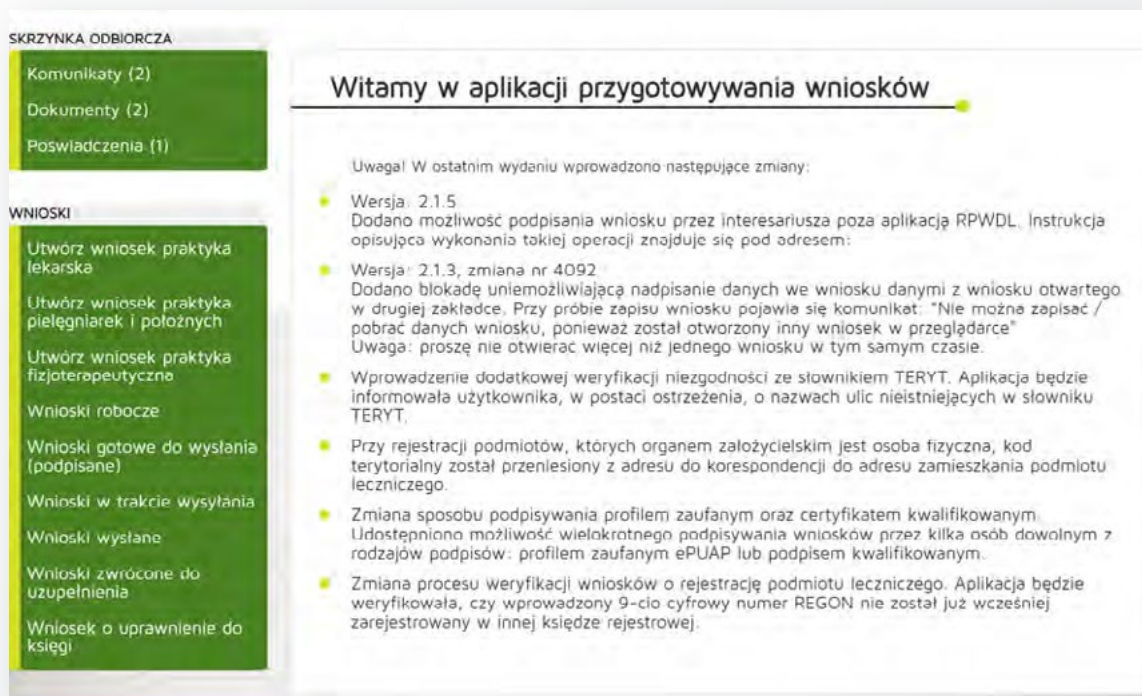 SKRZYNKA ODBIORCZA
Komunikaty (2)
Dokumenty (2)
Poświadczenia (1)
WNIOSKI
Utwórz wniosek praktyka
lekarska
Utwórz wniosek praktyka
pielęgniarek i położnych
Utwórz wniosek praktyka
fizjoterapeutyczna
Wnioski robocze
Wnioski gotowe do wysłania
(podpisane)
Wnioski w trakcie wysyłania
Wnioski wysłane
Wnioski zwrócone do
uzupełnienia
Wniosek o uprawnienie do
księgi
Witamy w aplikacji przygotowywania wniosków
Uwaga! W ostatnim wydaniu wprowadzono następujące zmiany:
Wersja: 2.1.5
Dodano możliwość podpisania wniosku przez interesariusza poza aplikacją RPWDL. Instrukcja
opisująca wykonania takiej operacji znajduje się pod adresem:
Wersja: 2.1.3, zmiana nr 4092
Dodano blokadę uniemożliwiającą nadpisanie danych we wniosku danymi z wniosku otwartego
w drugiej zakładce. Przy próbie zapisu wniosku pojawia się komunikat: "Nie można zapisać /
pobrać danych wniosku, ponieważ został otworzony inny wniosek w przeglądarce"
Uwaga: proszę nie otwierać więcej niż jednego wniosku w tym samym czasie.
Wprowadzenie dodatkowej weryfikacji niezgodności ze słownikiem TERYT. Aplikacja będzie
informowała użytkownika, w postaci ostrzeżenia, o nazwach ulic nieistniejących w słowniku
TERYT.
Przy rejestracji podmiotów, których organem założycielskim jest osoba fizyczna, kod
terytorialny został przeniesiony z adresu do korespondencji do adresu zamieszkania podmiotu
leczniczego.
Zmiana sposobu podpisywania profilem zaufanym oraz certyfikatem kwalifikowanym.
Udostępniono możliwość wielokrotnego podpisywania wniosków przez kilka osób dowolnym z
rodzajów podpisów: profilem zaufanym ePUAP lub podpisem kwalifikowanym.
Zmiana procesu weryfikacji wniosków o rejestrację podmiotu leczniczego. Aplikacja będzie
weryfikowała, czy wprowadzony 9-cio cyfrowy numer REGON nie został już wcześniej
zarejestrowany w innej księdze rejestrowej.